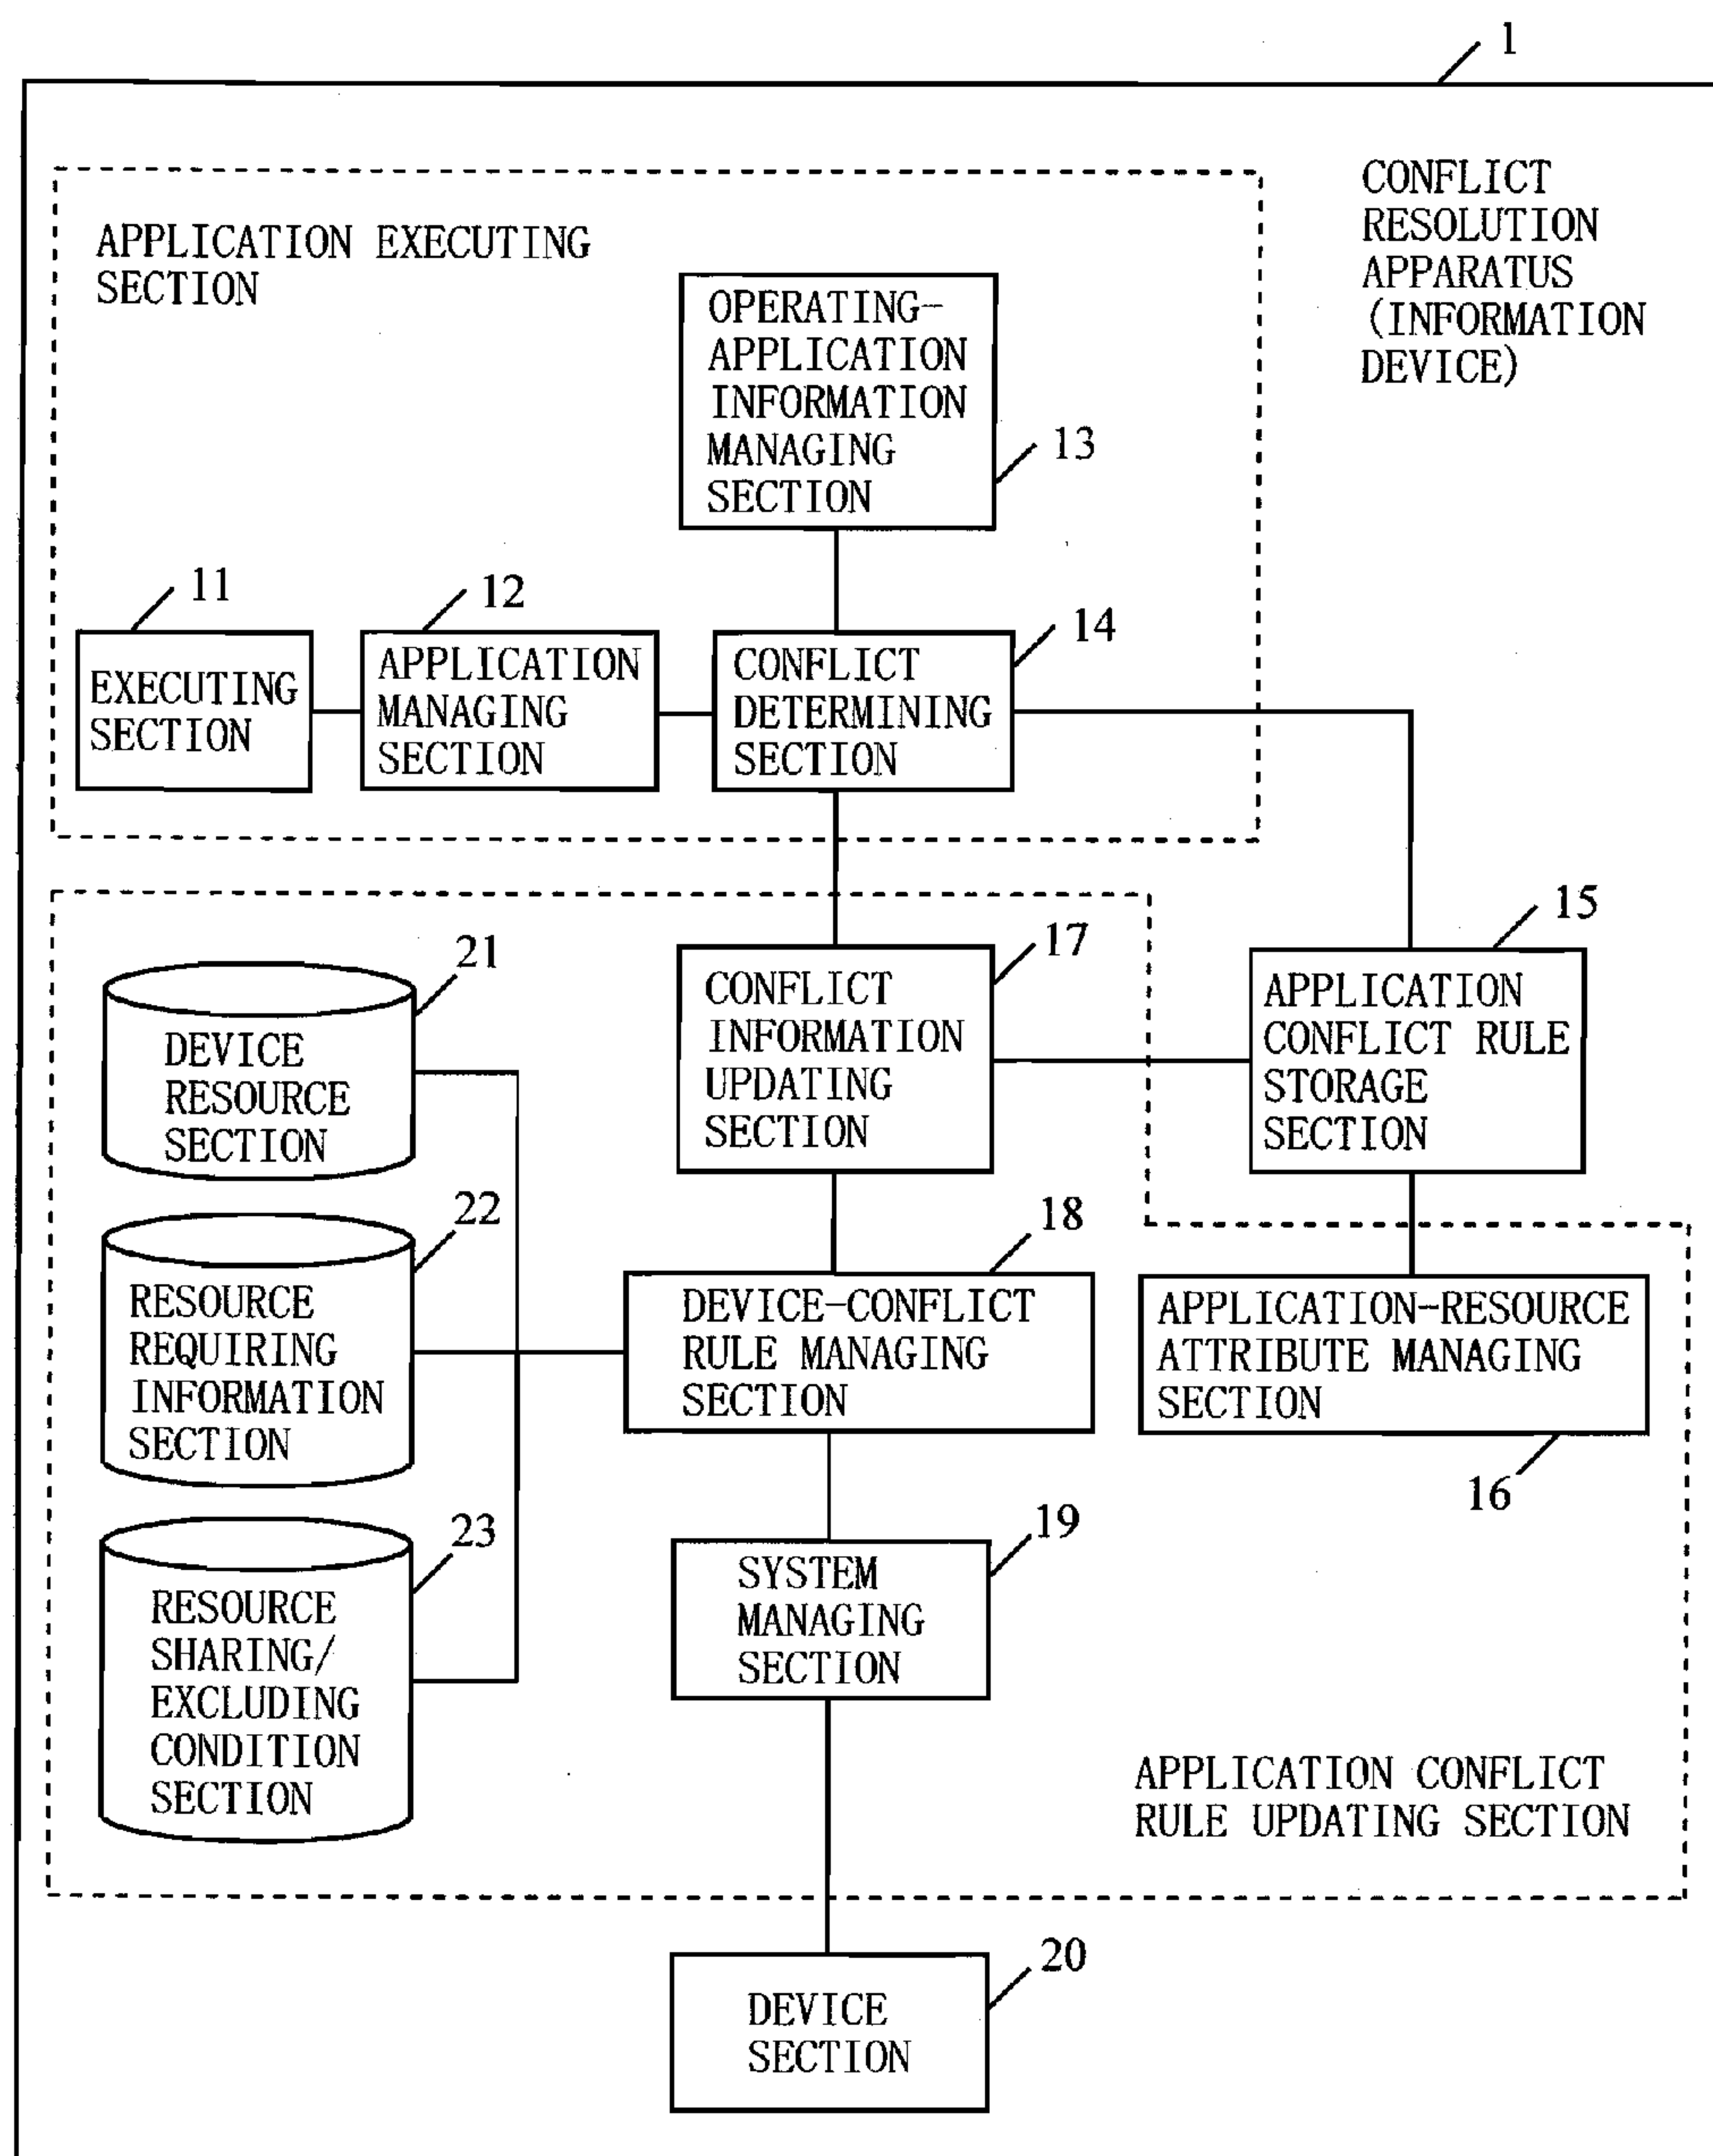 1
CONFLICT
RESOLUTION
APPARATUS
(INFORMATION
DEVICE)
APPLICATION EXECUTING
SECTION
OPERATING-
APPLICATION
INFORMATION
MANAGING
SECTION
13
11
EXECUTING
SECTION
12
APPLICATION
MANAGING
SECTION
14
CONFLICT
DETERMINING
SECTION
15
APPLICATION
CONFLICT RULE
STORAGE
SECTION
17
CONFLICT
INFORMATION
UPDATING
SECTION
21
DEVICE
RESOURCE
SECTION
22
RESOURCE
REQUIRING
INFORMATION
SECTION
18
DEVICE-CONFLICT
RULE MANAGING
SECTION
APPLICATION-RESOURCE
ATTRIBUTE MANAGING
SECTION
16
23
RESOURCE
SHARING/
EXCLUDING
CONDITION
SECTION
19
SYSTEM
MANAGING
SECTION
APPLICATION CONFLICT
RULE UPDATING SECTION
20
DEVICE
SECTION